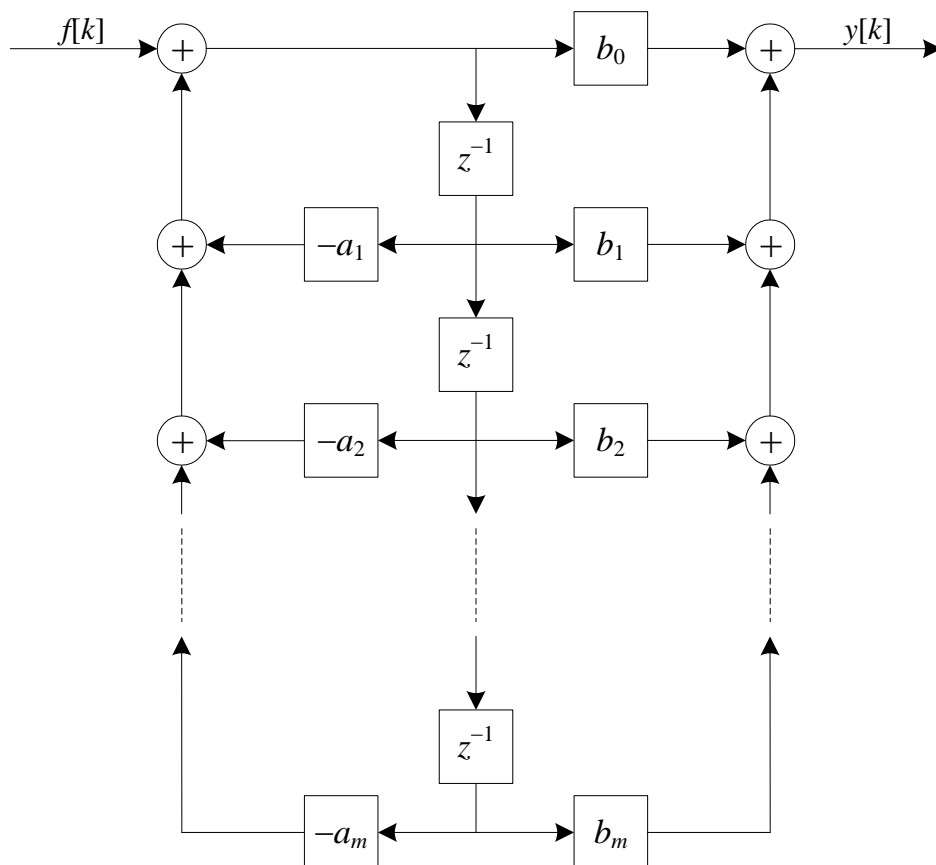 f[k] + b₀ + y[k]
z⁻¹
+ −a₁ b₁ +
z⁻¹
+ −a₂ b₂ +
z⁻¹
−aₘ bₘ